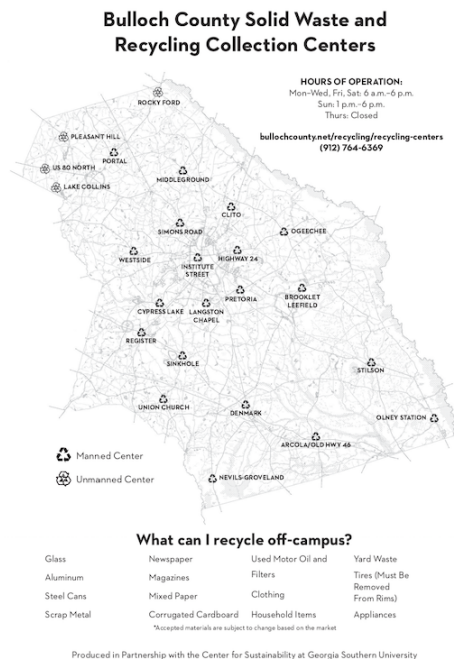 Bulloch County Solid Waste and
Recycling Collection Centers
HOURS OF OPERATION:
Mon-Wed, Fri, Sat: 6 a.m.-6 p.m.
Sun: 1 p.m.-6 p.m.
Thurs: Closed
bullochcounty.net/recycling/recycling-centers
(912) 764-6369
ROCKY FORD
PLEASANT HILL
PORTAL
US 80 NORTH
LAKE COLLINS
MIDDLEGROUND
CLITO
SIMONS ROAD
OGEECHEE
WESTSIDE
HIGHWAY 24
INSTITUTE
STREET
PRETORIA
BROOKLET
LEEFIELD
CYPRESS LAKE
LANGSTON
CHAPEL
REGISTER
SINKHOLE
STILSON
UNION CHURCH
DENMARK
OLNEY STATION
ARCOLA/OLD HWY 46
NEVILS-GROVELAND
Manned Center
Unmanned Center
What can I recycle off-campus?
Glass
Aluminum
Steel Cans
Scrap Metal
Newspaper
Magazines
Mixed Paper
Corrugated Cardboard
Used Motor Oil and
Filters
Clothing
Household Items
Yard Waste
Tires (Must Be
Removed
From Rims)
Appliances
*Accepted materials are subject to change based on the market
Produced in Partnership with the Center for Sustainability at Georgia Southern University